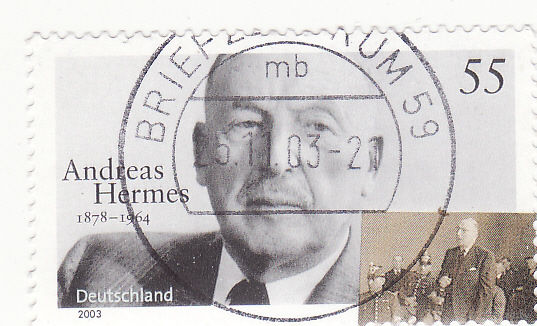 BRIEFZENTRUM 59
mb
55
26.11.03-21
Andreas
Hermes
1878–1964
Deutschland
2003